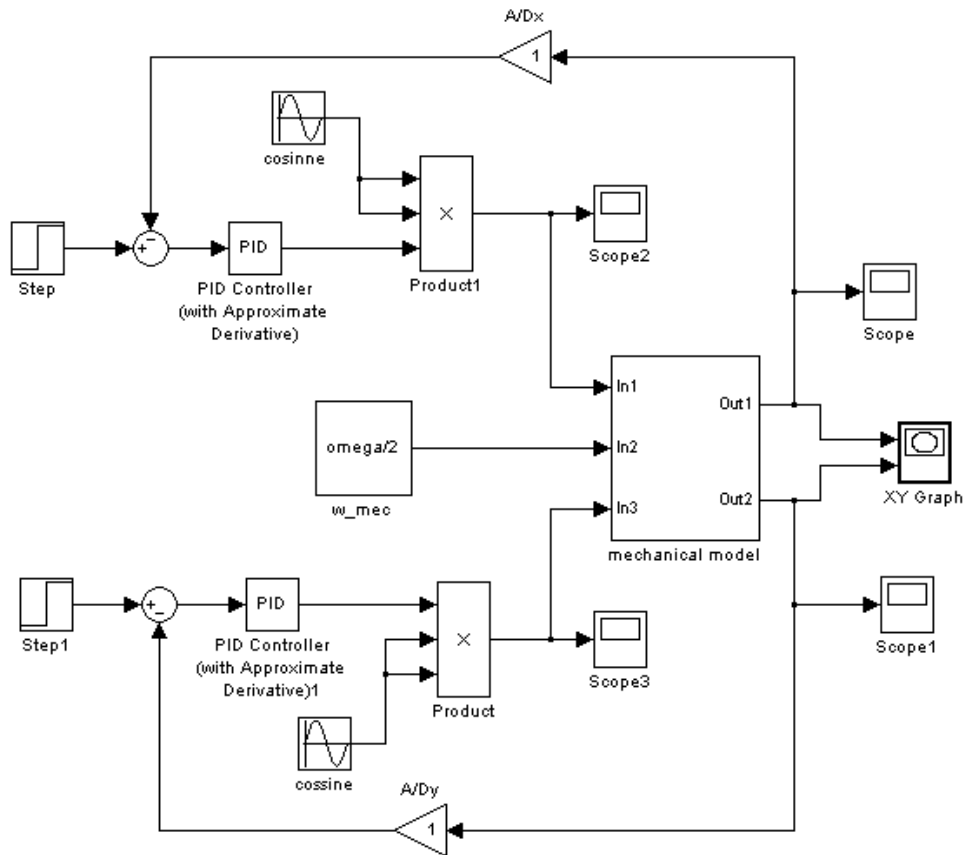 A/Dx
1
cosinne
Step
PID
PID Controller
(with Approximate
Derivative)
×
Product1
Scope2
Scope
omega/2
w_mec
In1
In2
In3
Out1
Out2
mechanical model
XY Graph
Step1
PID
PID Controller
(with Approximate
Derivative)1
×
Product
Scope3
Scope1
cossine
A/Dy
1